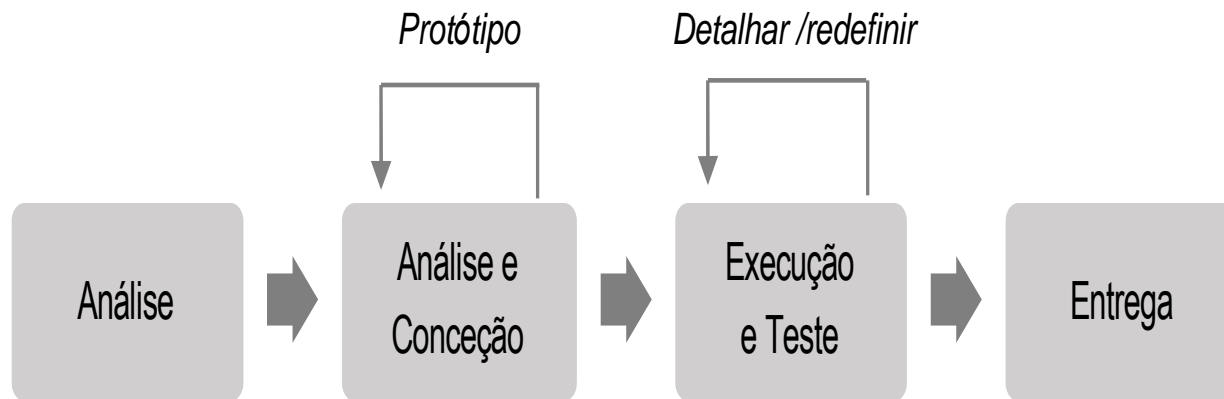 Protótipo
Detalhar /redefinir
Análise
Análise e
Conceção
Execução
e Teste
Entrega